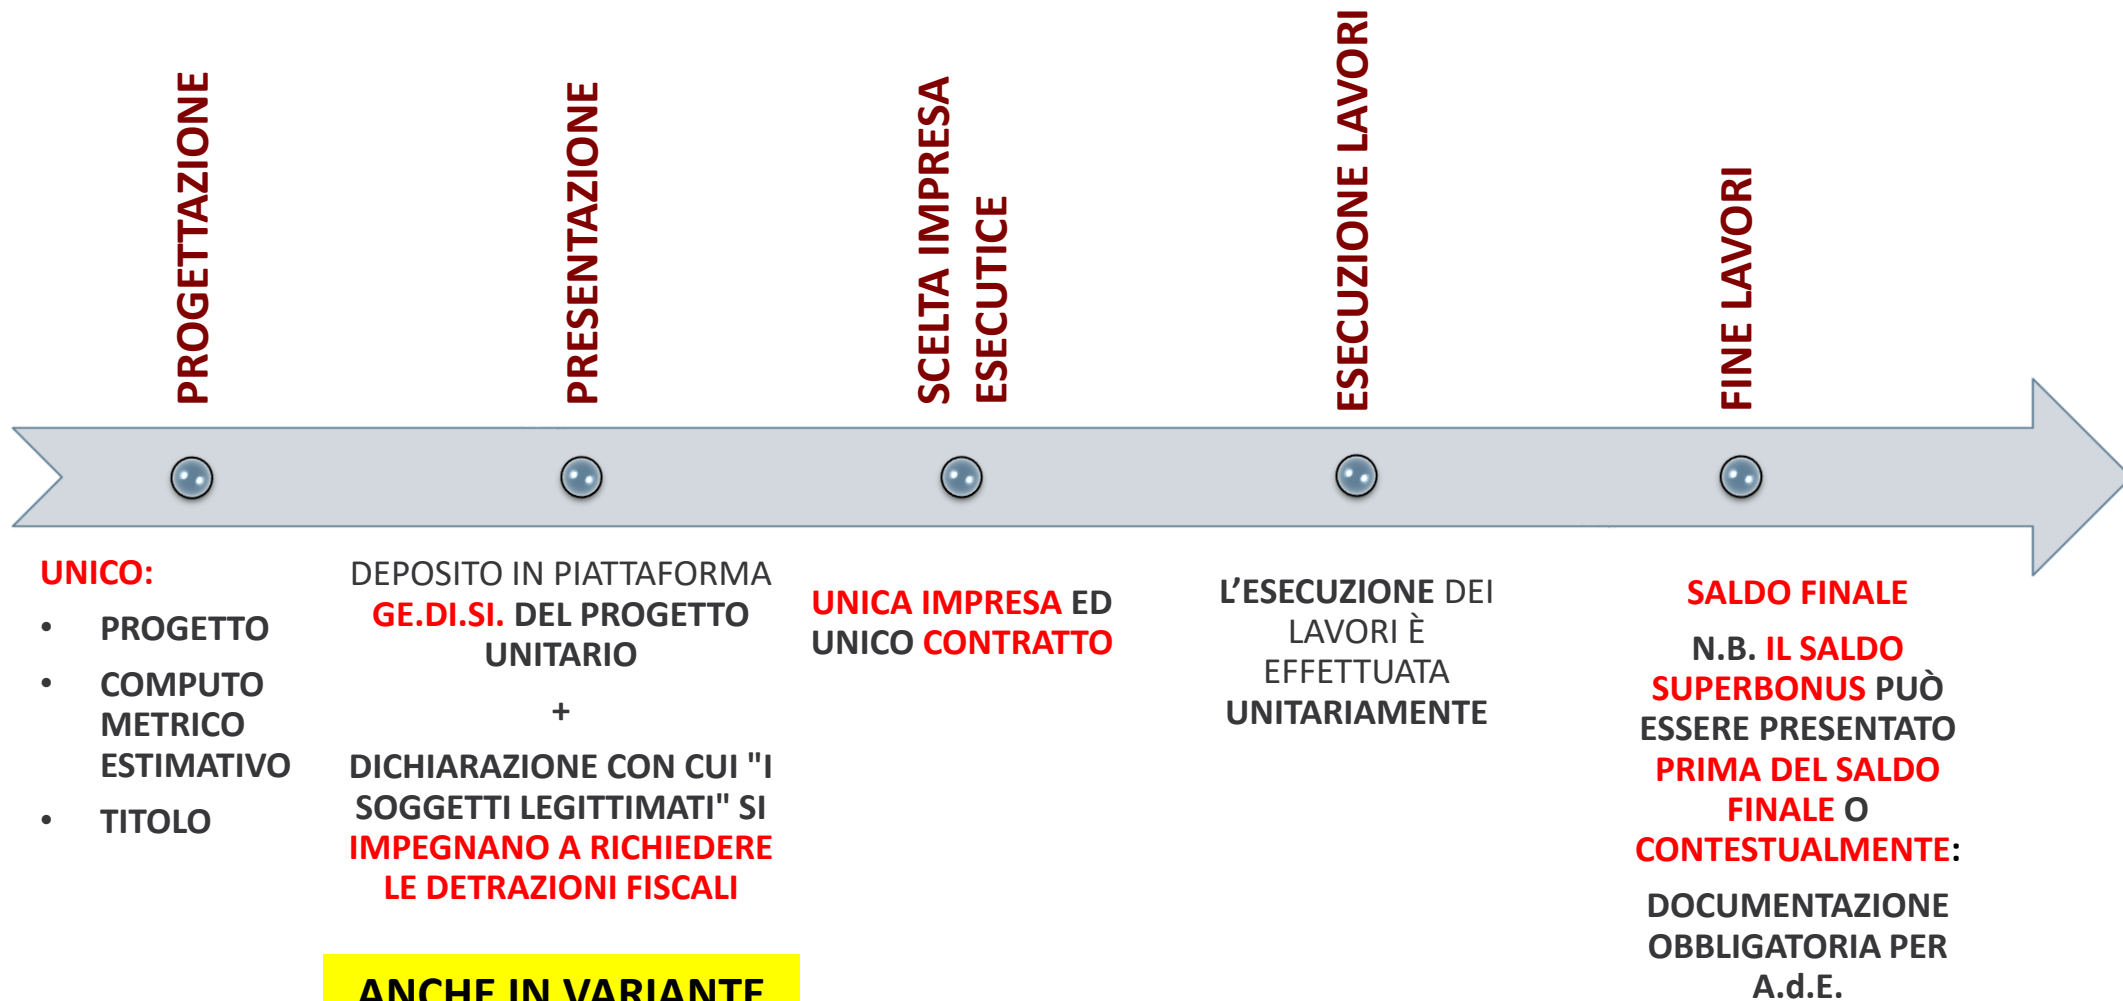 PROGETTAZIONE
PRESENTAZIONE
SCELTA IMPRESA
ESECUTICE
ESECUZIONE LAVORI
FINE LAVORI
UNICO:
• PROGETTO
• COMPUTO
METRICO
ESTIMATIVO
• TITOLO
DEPOSITO IN PIATTAFORMA
GE.DI.SI. DEL PROGETTO
UNITARIO
+
DICHIARAZIONE CON CUI "I
SOGGETTI LEGITTIMATI" SI
IMPEGNANO A RICHIEDERE
LE DETRAZIONI FISCALI
ANCHE IN VARIANTE
UNICA IMPRESA ED
UNICO CONTRATTO
L’ESECUZIONE DEI
LAVORI È
EFFETTUATA
UNITARIAMENTE
SALDO FINALE
N.B. IL SALDO
SUPERBONUS PUÒ
ESSERE PRESENTATO
PRIMA DEL SALDO
FINALE O
CONTESTUALMENTE:
DOCUMENTAZIONE
OBBLIGATORIA PER
A.d.E.